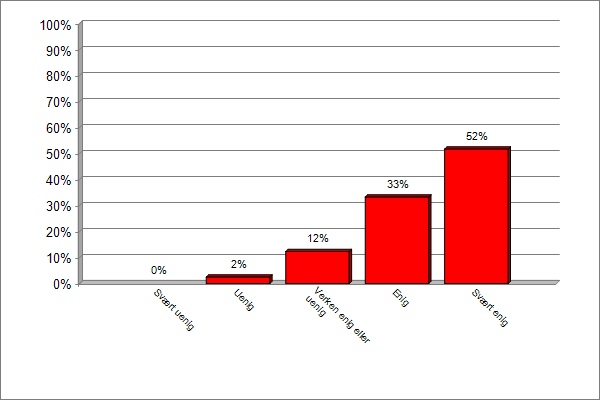 100%
90%
80%
70%
60%
50%
40%
30%
20%
10%
0%
0%
2%
12%
33%
52%
Svært uenig
Uenig
Verken enig eller
uenig
Enig
Svært enig